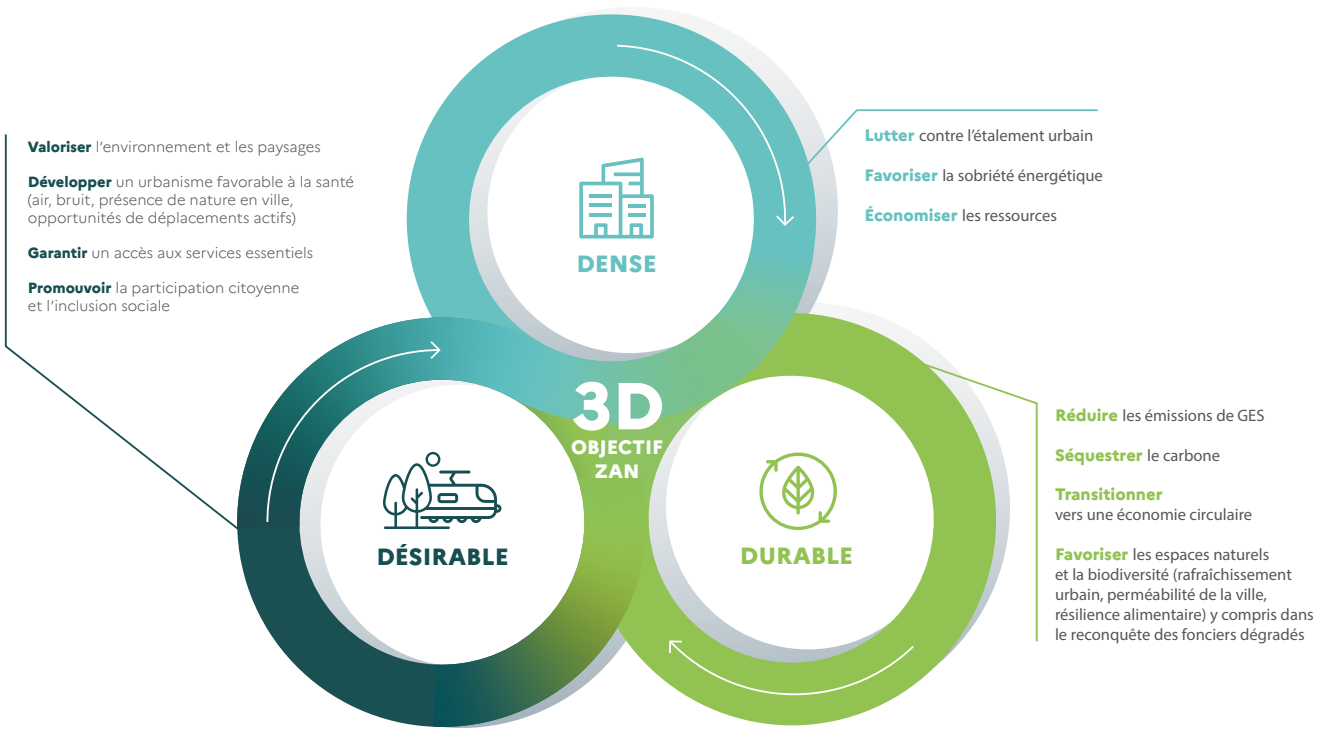 Valoriser l'environnement et les paysages
Développer un urbanisme favorable à la santé
(air, bruit, présence de nature en ville,
opportunités de déplacements actifs)
Garantir un accès aux services essentiels
Promouvoir la participation citoyenne
et l'inclusion sociale
DENSE
Lutter contre l'étalement urbain
Favoriser la sobriété énergétique
Économiser les ressources
3D
OBJECTIF
ZAN
DÉSIRABLE
DURABLE
Réduire les émissions de GES
Séquestrer le carbone
Transitionner
vers une économie circulaire
Favoriser les espaces naturels
et la biodiversité (rafraîchissement
urbain, perméabilité de la ville,
résilience alimentaire) y compris dans
le reconquête des fonciers dégradés